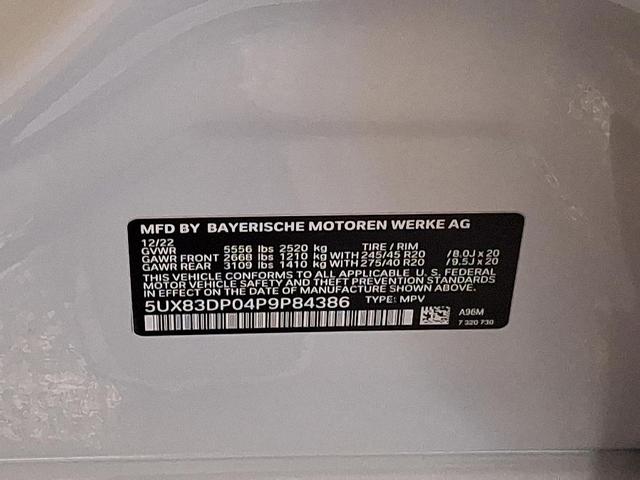 MFD BY BAYERISCHE MOTOREN WERKE AG
12/22 TIRE / RIM
GVWR 5556 lbs 2520 kg
GAWR FRONT 2668 lbs 1210 kg WITH 245/45 R20 /8.0J x 20
GAWR REAR 3109 lbs 1410 kg WITH 275/40 R20 /9.5J x 20
THIS VEHICLE CONFORMS TO ALL APPLICABLE U. S. FEDERAL
MOTOR VEHICLE SAFETY AND THEFT PREVENTION STANDARDS
IN EFFECT ON THE DATE OF MANUFACTURE SHOWN ABOVE.
5UX83DP04P9P84386 TYPE: MPV
A96M
7 320 730